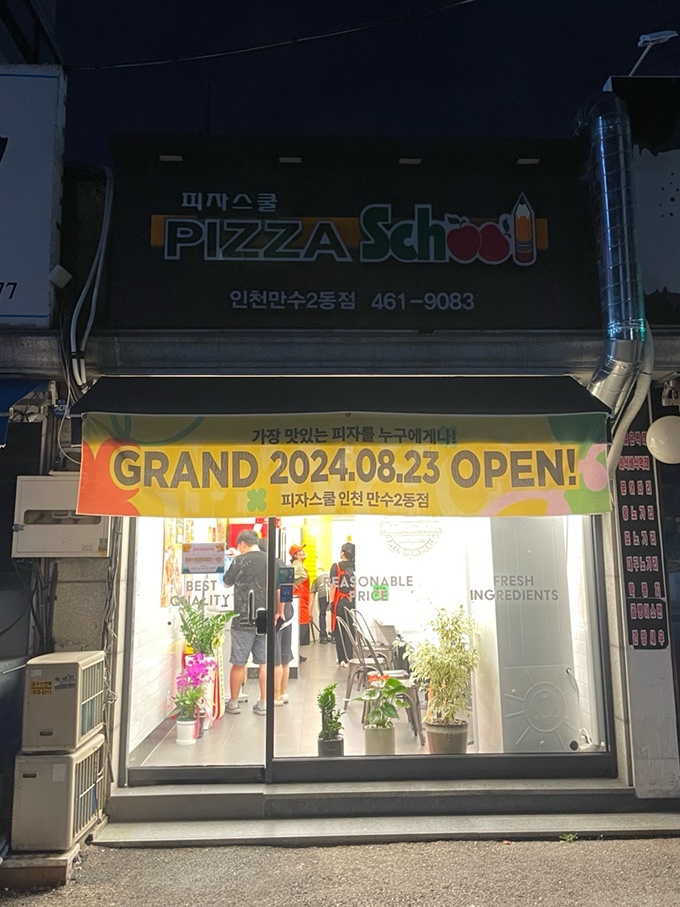 피자스쿨
PIZZA School
인천만수2동점 461-9083
가장 맛있는 피자를 누구에게나!
GRAND 2024.08.23 OPEN!
피자스쿨 인천 만수2동점
BEST
QUALITY
REASONABLE
PRICE
FRESH
INGREDIENTS
77